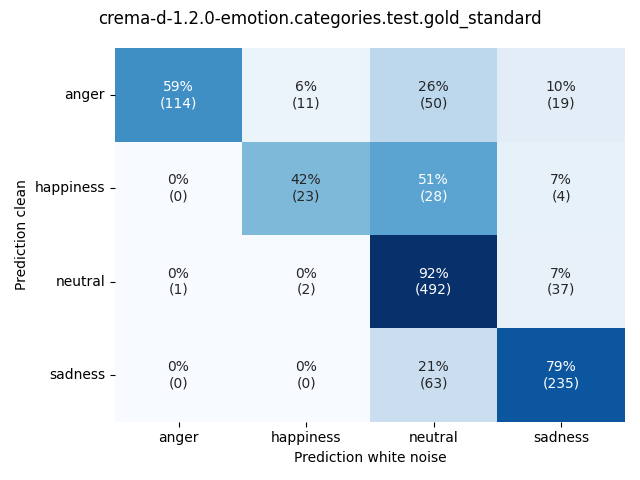 crema-d-1.2.0-emotion.categories.test.gold_standard
Prediction clean
anger
59% 6% 26% 10%
(114) (11) (50) (19)
happiness
0% 42% 51% 7%
(0) (23) (28) (4)
neutral
0% 0% 92% 7%
(1) (2) (492) (37)
sadness
0% 0% 21% 79%
(0) (0) (63) (235)
anger happiness neutral sadness
Prediction white noise